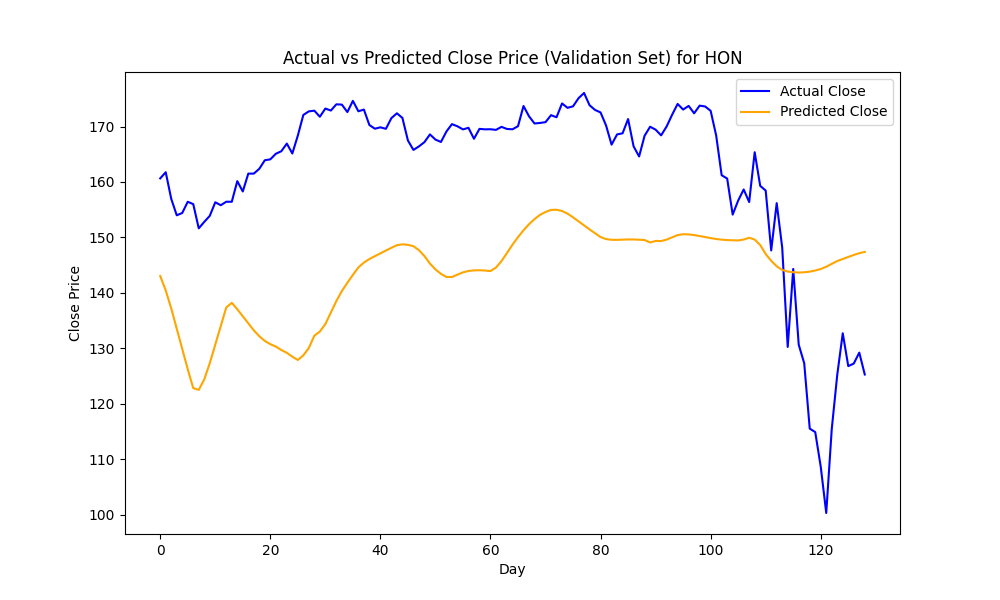 Actual vs Predicted Close Price (Validation Set) for HON
Actual Close
Predicted Close
Close Price
170
160
150
140
130
120
110
100
0 20 40 60 80 100 120
Day